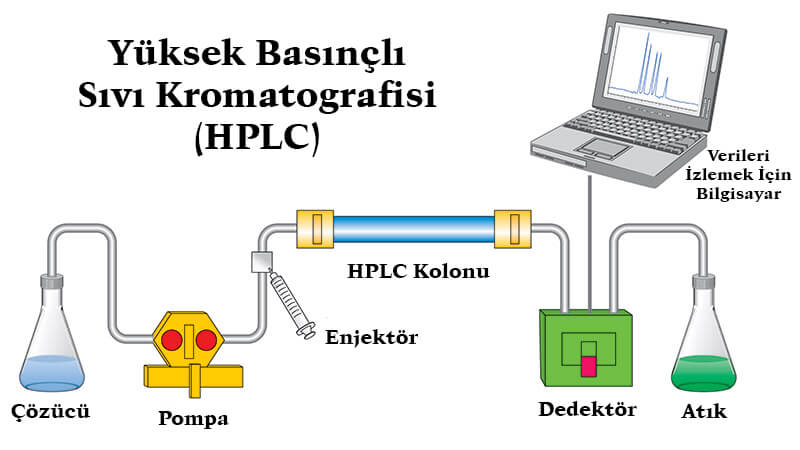 Yüksek Basınçlı
Sıvı Kromatografisi
(HPLC)
Verileri
İzlemek İçin
Bilgisayar
HPLC Kolonu
Enjektör
Çözücü
Pompa
Dedektör
Atık